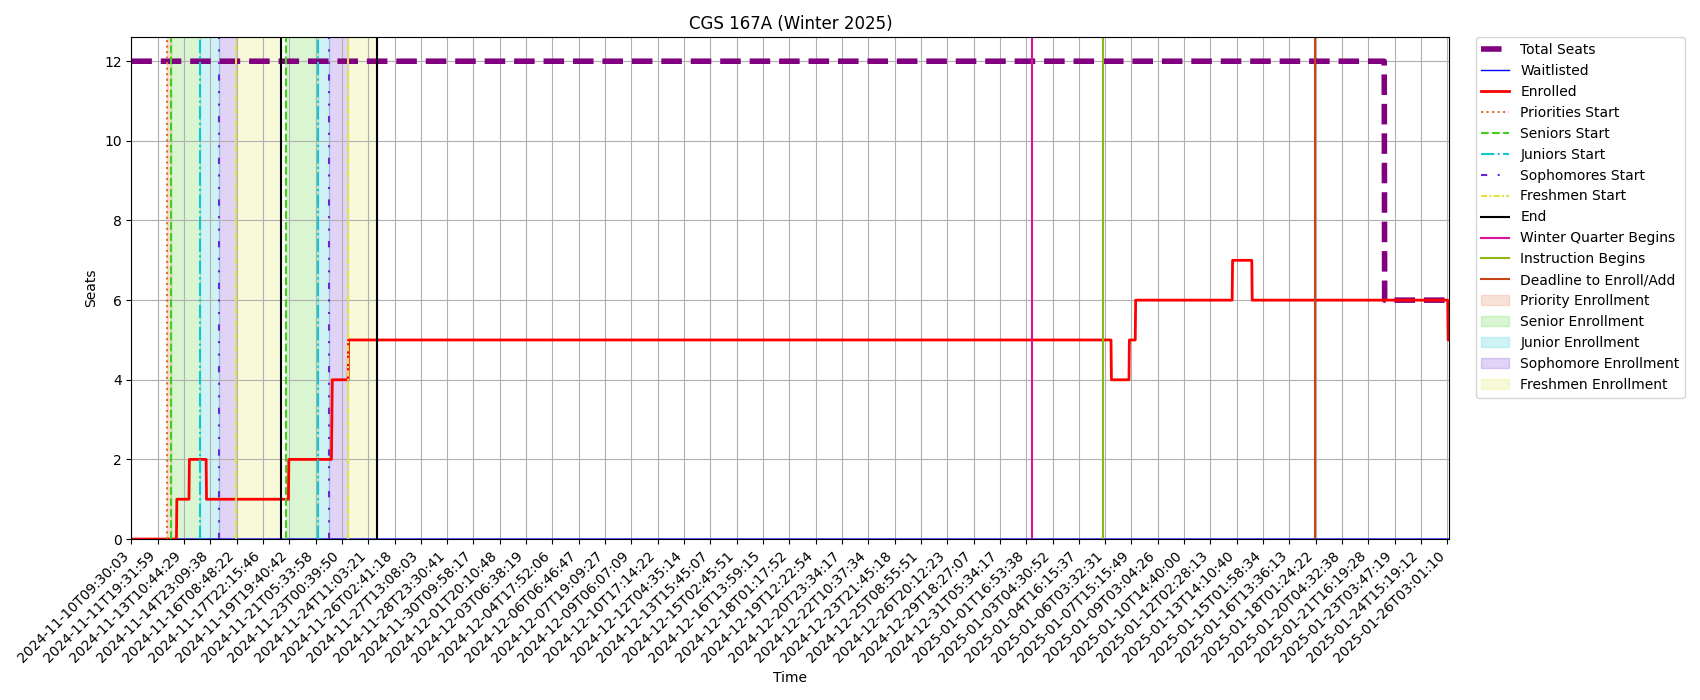 CGS 167A (Winter 2025)
Seats
12
10
8
6
4
2
0
2024-11-10T09:30:03
2024-11-11T19:31:59
2024-11-13T10:44:29
2024-11-14T23:09:38
2024-11-16T08:48:22
2024-11-17T22:15:46
2024-11-19T19:40:42
2024-11-21T05:33:58
2024-11-23T00:39:50
2024-11-24T11:03:21
2024-11-26T02:41:18
2024-11-27T13:08:03
2024-11-28T23:30:41
2024-11-30T09:58:17
2024-12-01T20:10:48
2024-12-03T06:38:19
2024-12-04T17:52:06
2024-12-06T06:46:47
2024-12-07T19:09:27
2024-12-09T06:07:09
2024-12-10T17:14:22
2024-12-12T04:35:14
2024-12-13T15:45:07
2024-12-15T02:45:51
2024-12-16T13:59:15
2024-12-18T01:17:52
2024-12-19T12:22:54
2024-12-20T23:34:17
2024-12-22T10:37:34
2024-12-23T21:45:18
2024-12-25T08:55:51
2024-12-26T20:12:23
2024-12-29T18:27:07
2024-12-31T05:34:17
2025-01-01T16:53:38
2025-01-03T04:30:52
2025-01-04T16:15:37
2025-01-06T03:32:31
2025-01-07T15:15:49
2025-01-09T03:04:26
2025-01-10T14:40:00
2025-01-12T02:28:13
2025-01-13T14:10:40
2025-01-15T01:58:34
2025-01-16T13:36:13
2025-01-18T01:24:22
2025-01-20T04:32:38
2025-01-21T16:19:28
2025-01-23T03:47:19
2025-01-24T15:19:12
2025-01-26T03:01:10
Time
Total Seats
Waitlisted
Enrolled
Priorities Start
Seniors Start
Juniors Start
Sophomores Start
Freshmen Start
End
Winter Quarter Begins
Instruction Begins
Deadline to Enroll/Add
Priority Enrollment
Senior Enrollment
Junior Enrollment
Sophomore Enrollment
Freshmen Enrollment